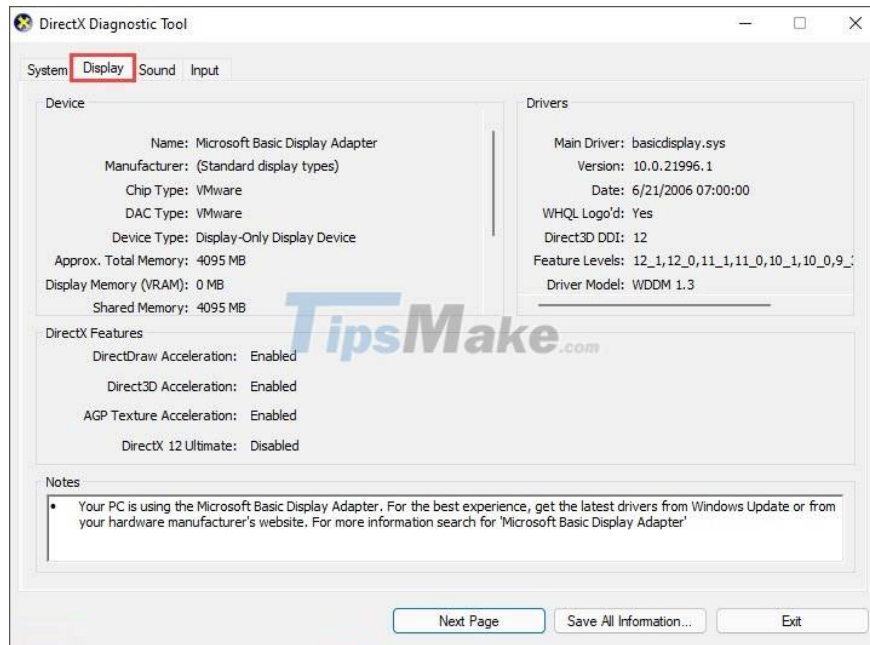 DirectX Diagnostic Tool
System Display Sound Input
Device
Name: Microsoft Basic Display Adapter
Manufacturer: (Standard display types)
Chip Type: VMware
DAC Type: VMware
Device Type: Display-Only Display Device
Approx. Total Memory: 4095 MB
Display Memory (VRAM): 0 MB
Shared Memory: 4095 MB
Drivers
Main Driver: basicdisplay.sys
Version: 10.0.21996.1
Date: 6/21/2006 07:00:00
WHQL Logo'd: Yes
Direct3D DDI: 12
Feature Levels: 12_1,12_0,11_1,11_0,10_1,10_0,9_
Driver Model: WDDM 1.3
TipsMake.com
DirectX Features
DirectDraw Acceleration: Enabled
Direct3D Acceleration: Enabled
AGP Texture Acceleration: Enabled
DirectX 12 Ultimate: Disabled
Notes
• Your PC is using the Microsoft Basic Display Adapter. For the best experience, get the latest drivers from Windows Update or from
your hardware manufacturer's website. For more information search for 'Microsoft Basic Display Adapter'
Next Page Save All Information... Exit